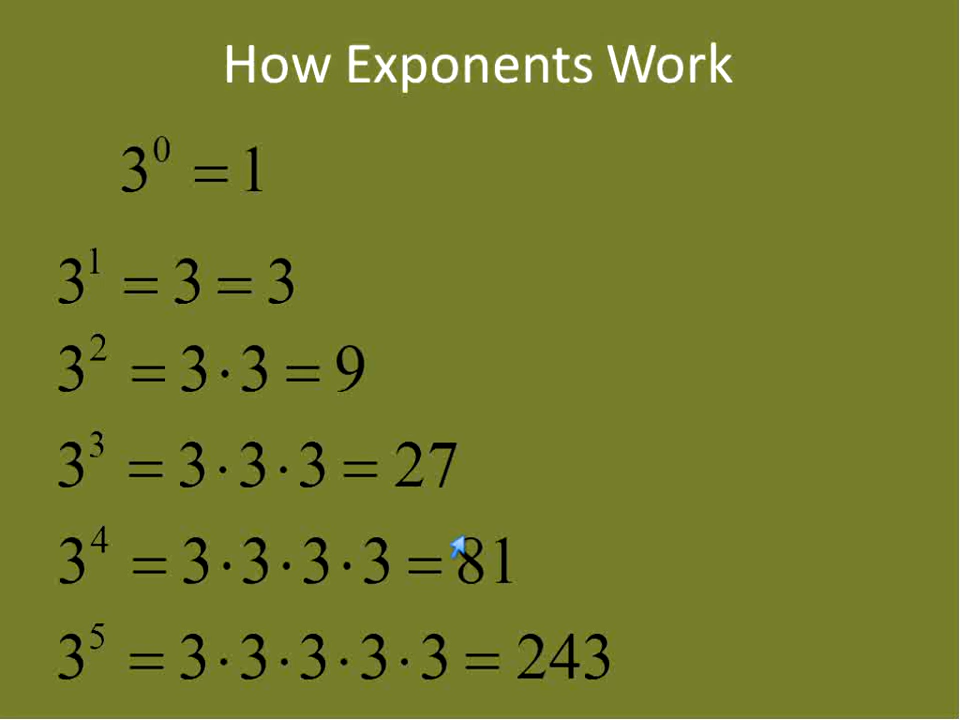 How Exponents Work
3⁰ = 1
3¹ = 3 = 3
3² = 3·3 = 9
3³ = 3·3·3 = 27
3⁴ = 3·3·3·3 = 81
3⁵ = 3·3·3·3·3 = 243